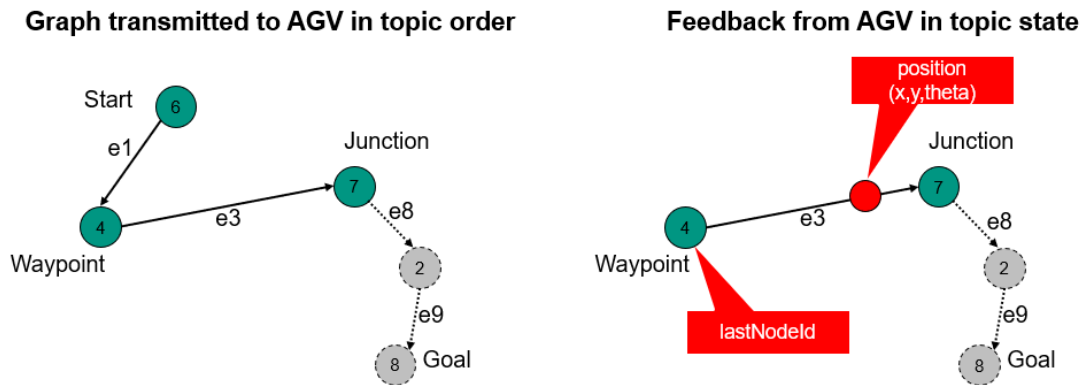 Graph transmitted to AGV in topic order
Start
6
e1
Junction
7
4
e3
e8
Waypoint
2
e9
8
Goal
Feedback from AGV in topic state
position
(x,y,theta)
Junction
7
4
e3
e8
Waypoint
2
lastNodeId
e9
8
Goal